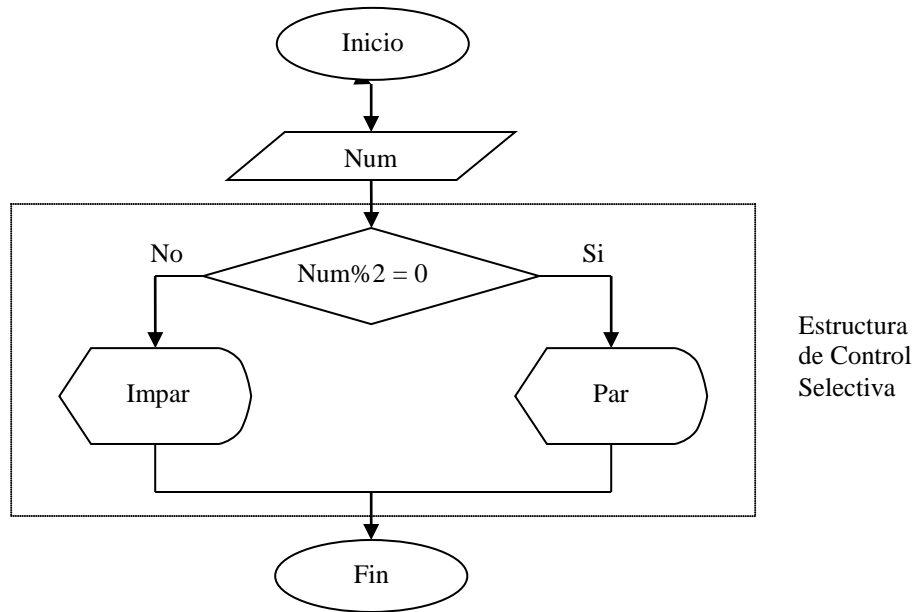 Inicio
Num
No
Si
Num%2 = 0
Estructura
de Control
Selectiva
Impar
Par
Fin